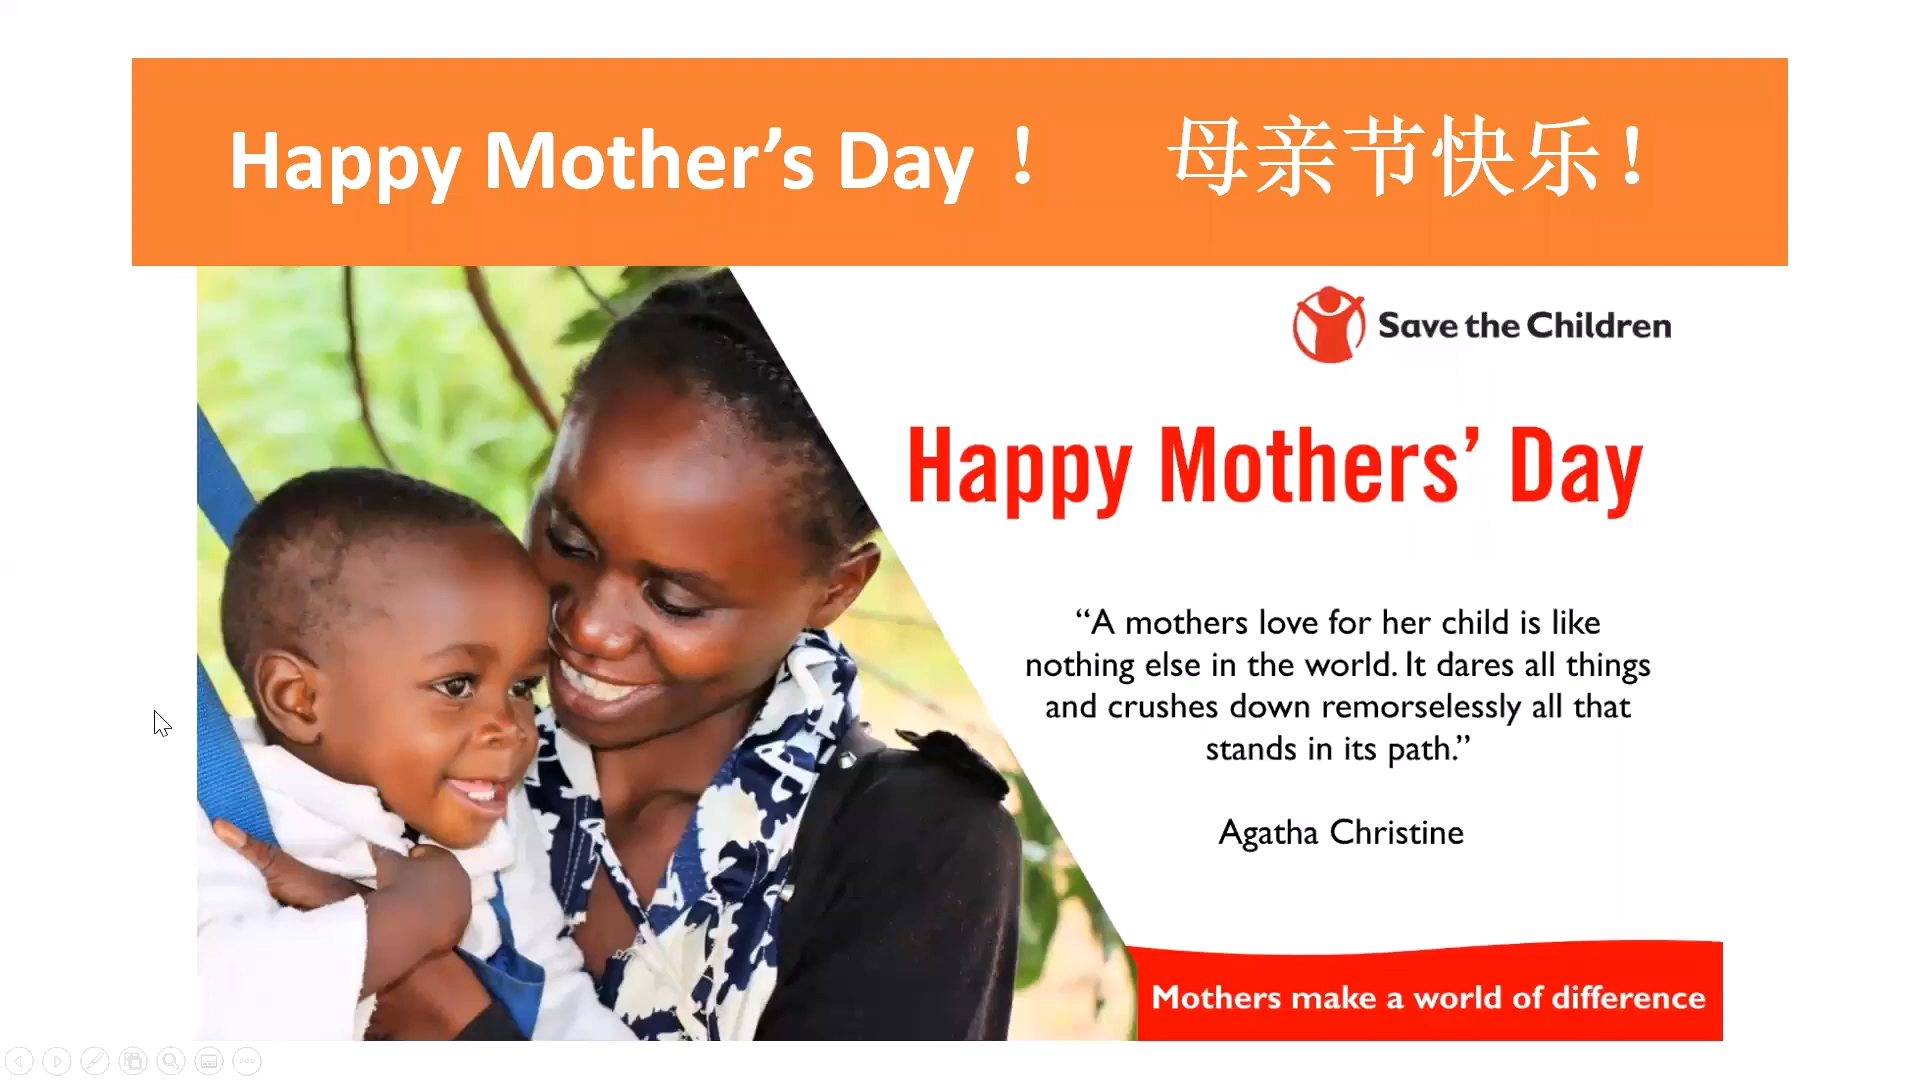 Happy Mother’s Day！ 母亲节快乐！
Save the Children
Happy Mothers’ Day
“A mothers love for her child is like
nothing else in the world. It dares all things
and crushes down remorselessly all that
stands in its path.”
Agatha Christine
Mothers make a world of difference